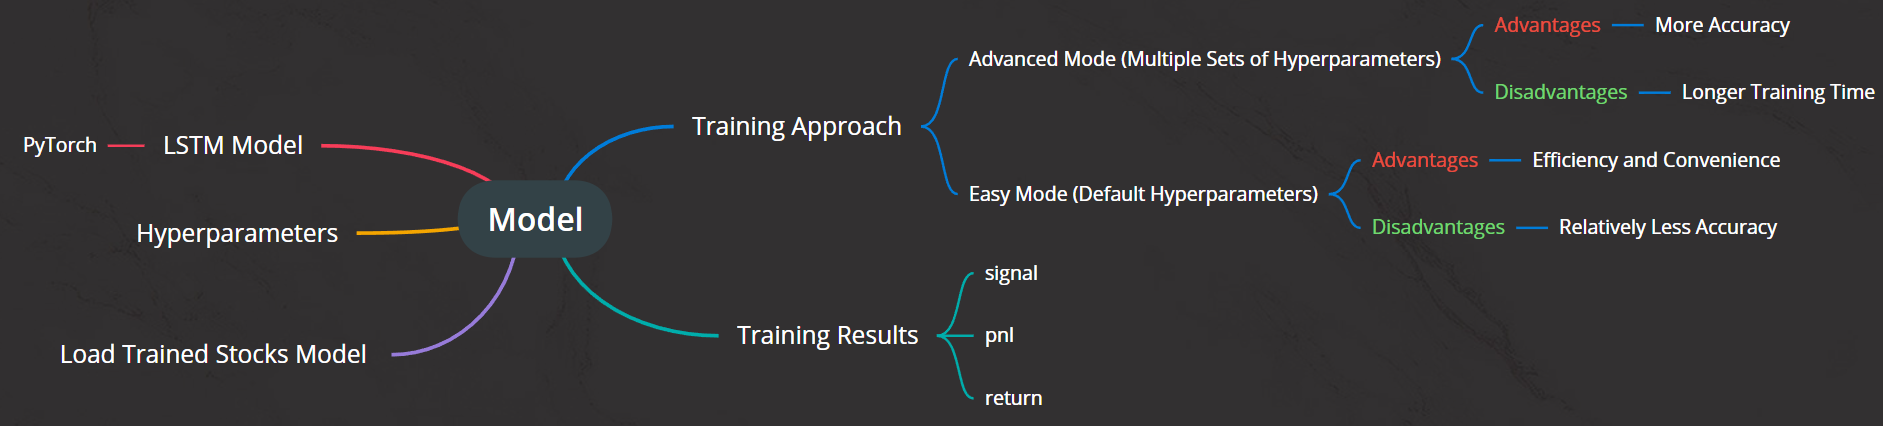 Model
Training Approach
Advanced Mode (Multiple Sets of Hyperparameters)
Advantages
More Accuracy
Disadvantages
Longer Training Time
Easy Mode (Default Hyperparameters)
Advantages
Efficiency and Convenience
Disadvantages
Relatively Less Accuracy
Training Results
signal
pnl
return
LSTM Model
PyTorch
Hyperparameters
Load Trained Stocks Model